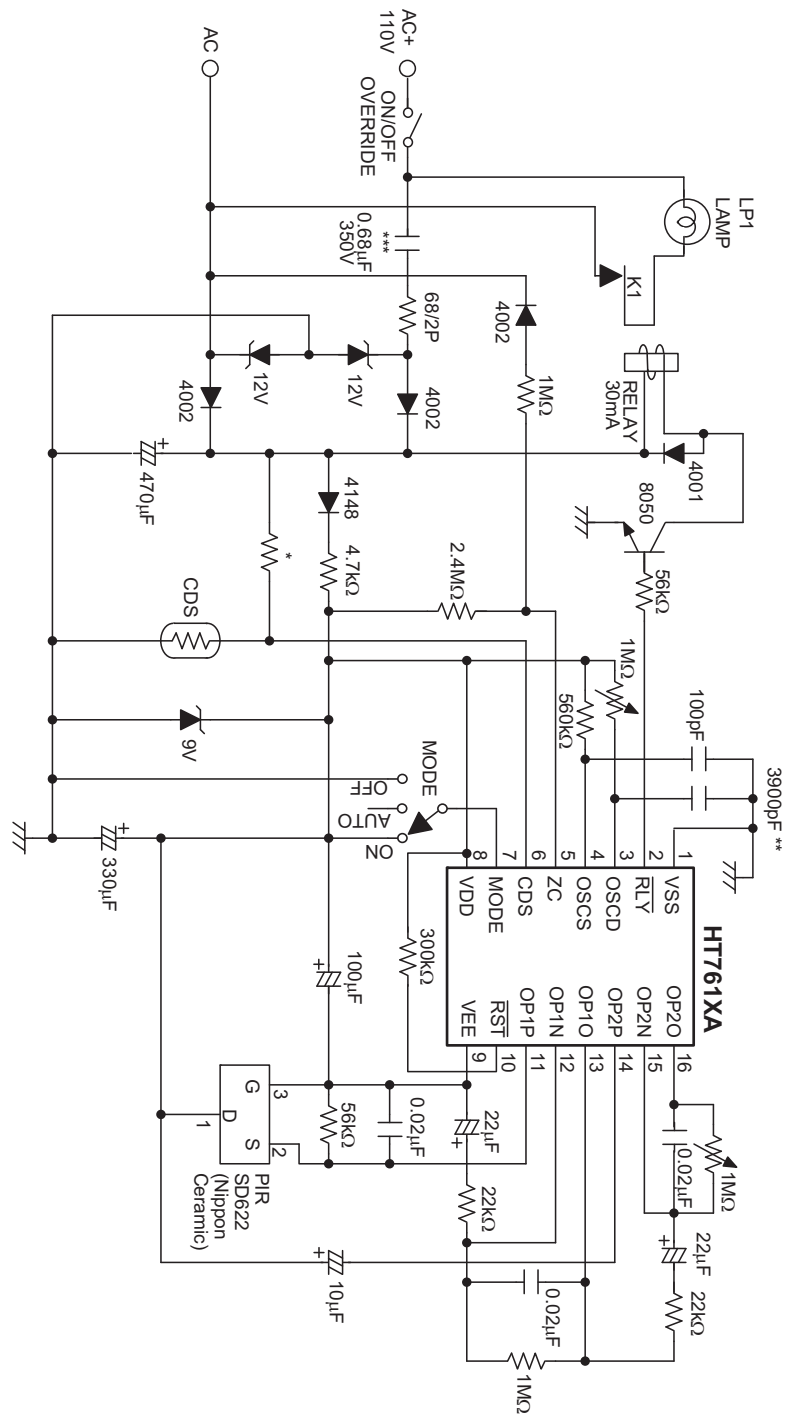 LP1
LAMP
AC+
110V
ON/OFF
OVERRIDE
AC
***
0.68μF
350V
68/2P
K1
RELAY
30mA
4001
8050
56kΩ
4002
1MΩ
12V
12V
4002
4002
470μF
+
*
4148
4.7kΩ
2.4MΩ
CDS
9V
1MΩ
560kΩ
100pF
3900pF **
MODE
OFF
AUTO
ON
330μF
+
HT761XA
1 VSS
2 RLY
3 OSCD
4 OSCS
5 ZC
6 CDS
7 MODE
8 VDD
OP2O 16
OP2N 15
OP2P 14
OP1O 13
OP1N 12
OP1P 11
RST 10
VEE 9
300kΩ
100μF
+
1MΩ
0.02μF
22μF
+
22kΩ
22μF
+
22kΩ
0.02μF
56kΩ
0.02μF
1MΩ
10μF
+
G
3
D
1
S
2
PIR
SD622
(Nippon
Ceramic)